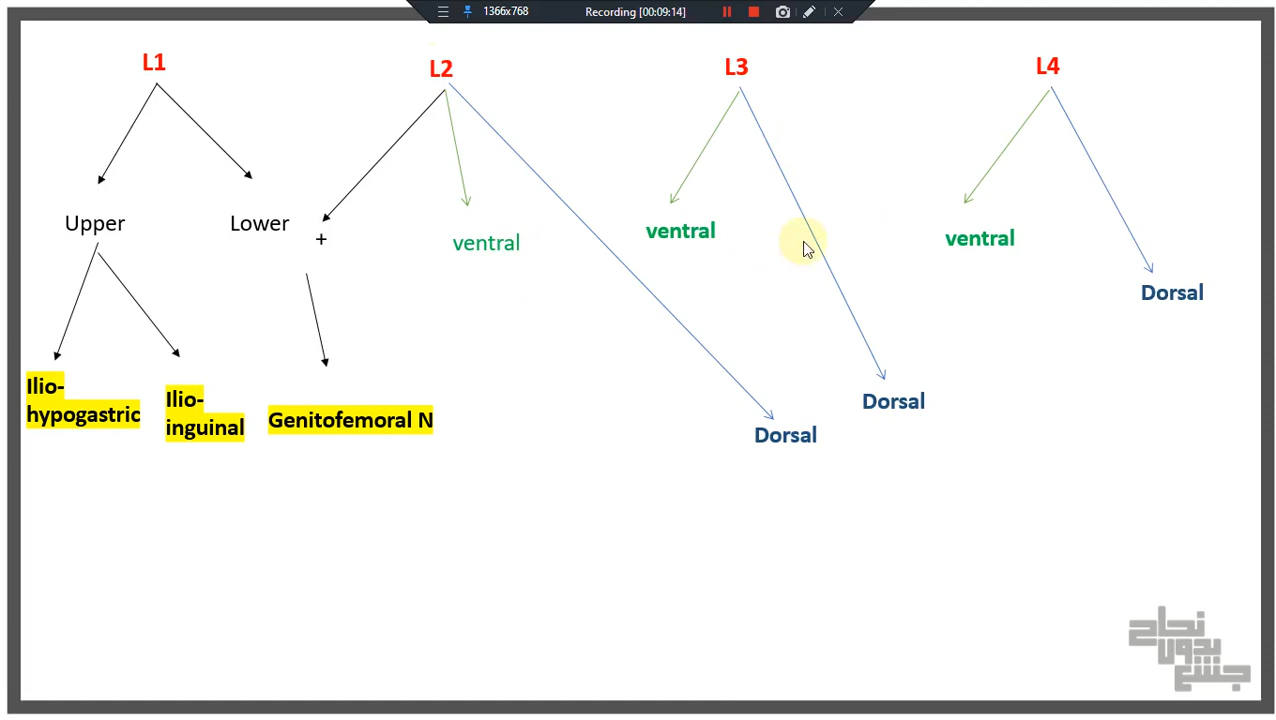 1366x768
Recording [00:09:14]
L1
L2
L3
L4
Upper
Lower
+
ventral
ventral
ventral
Dorsal
Dorsal
Dorsal
Ilio-
hypogastric
Ilio-
inguinal
Genitofemoral N
نجاح
بدون
جشع